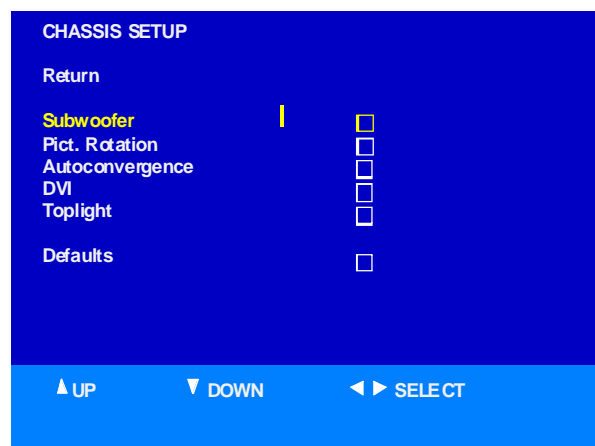 CHASSIS SETUP
Return
Subwoofer
Pict. Rotation
Autoconvergence
DVI
Toplight
Defaults
UP DOWN SELECT